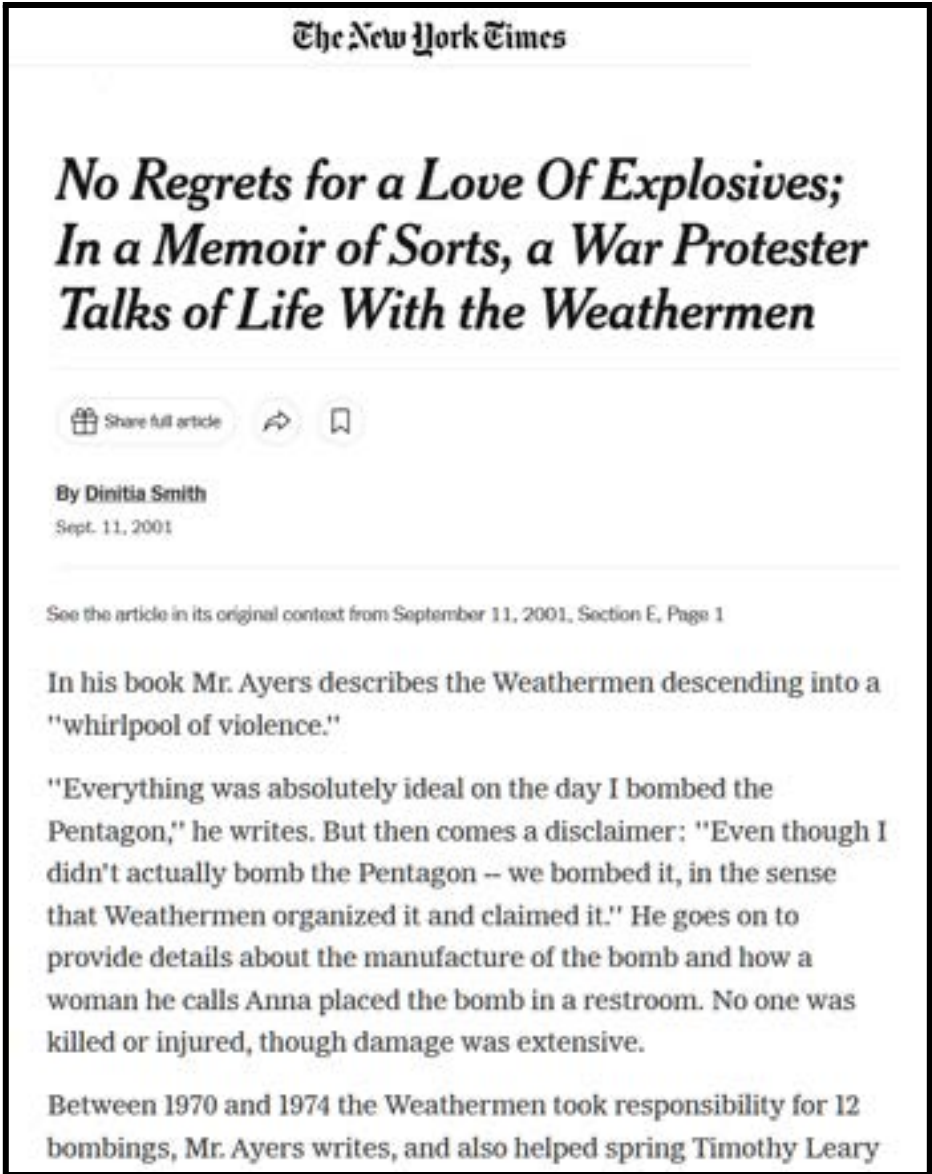 The New York Times
No Regrets for a Love Of Explosives;
In a Memoir of Sorts, a War Protester
Talks of Life With the Weathermen
Share full article
By Dinitia Smith
Sept. 11, 2001
See the article in its original context from September 11, 2001, Section E, Page 1
In his book Mr. Ayers describes the Weathermen descending into a
''whirlpool of violence.''
''Everything was absolutely ideal on the day I bombed the
Pentagon,'' he writes. But then comes a disclaimer: ''Even though I
didn't actually bomb the Pentagon -- we bombed it, in the sense
that Weathermen organized it and claimed it.'' He goes on to
provide details about the manufacture of the bomb and how a
woman he calls Anna placed the bomb in a restroom. No one was
killed or injured, though damage was extensive.
Between 1970 and 1974 the Weathermen took responsibility for 12
bombings, Mr. Ayers writes, and also helped spring Timothy Leary